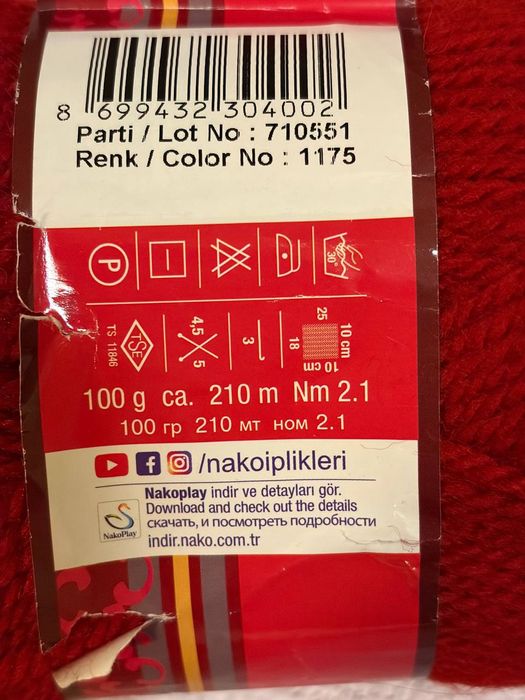 8 699432 304002
Parti / Lot No : 710551
Renk / Color No : 1175
P
30°
TSE
TS 11846
4,5 5
3
25
18
10 cm
10 cm
100 g ca. 210 m Nm 2.1
100 гр 210 мт ном 2.1
/nakoiplikleri
Nakoplay indir ve detayları gör.
Download and check out the details
скачать, и посмотреть подробности
indir.nako.com.tr
NakoPlay